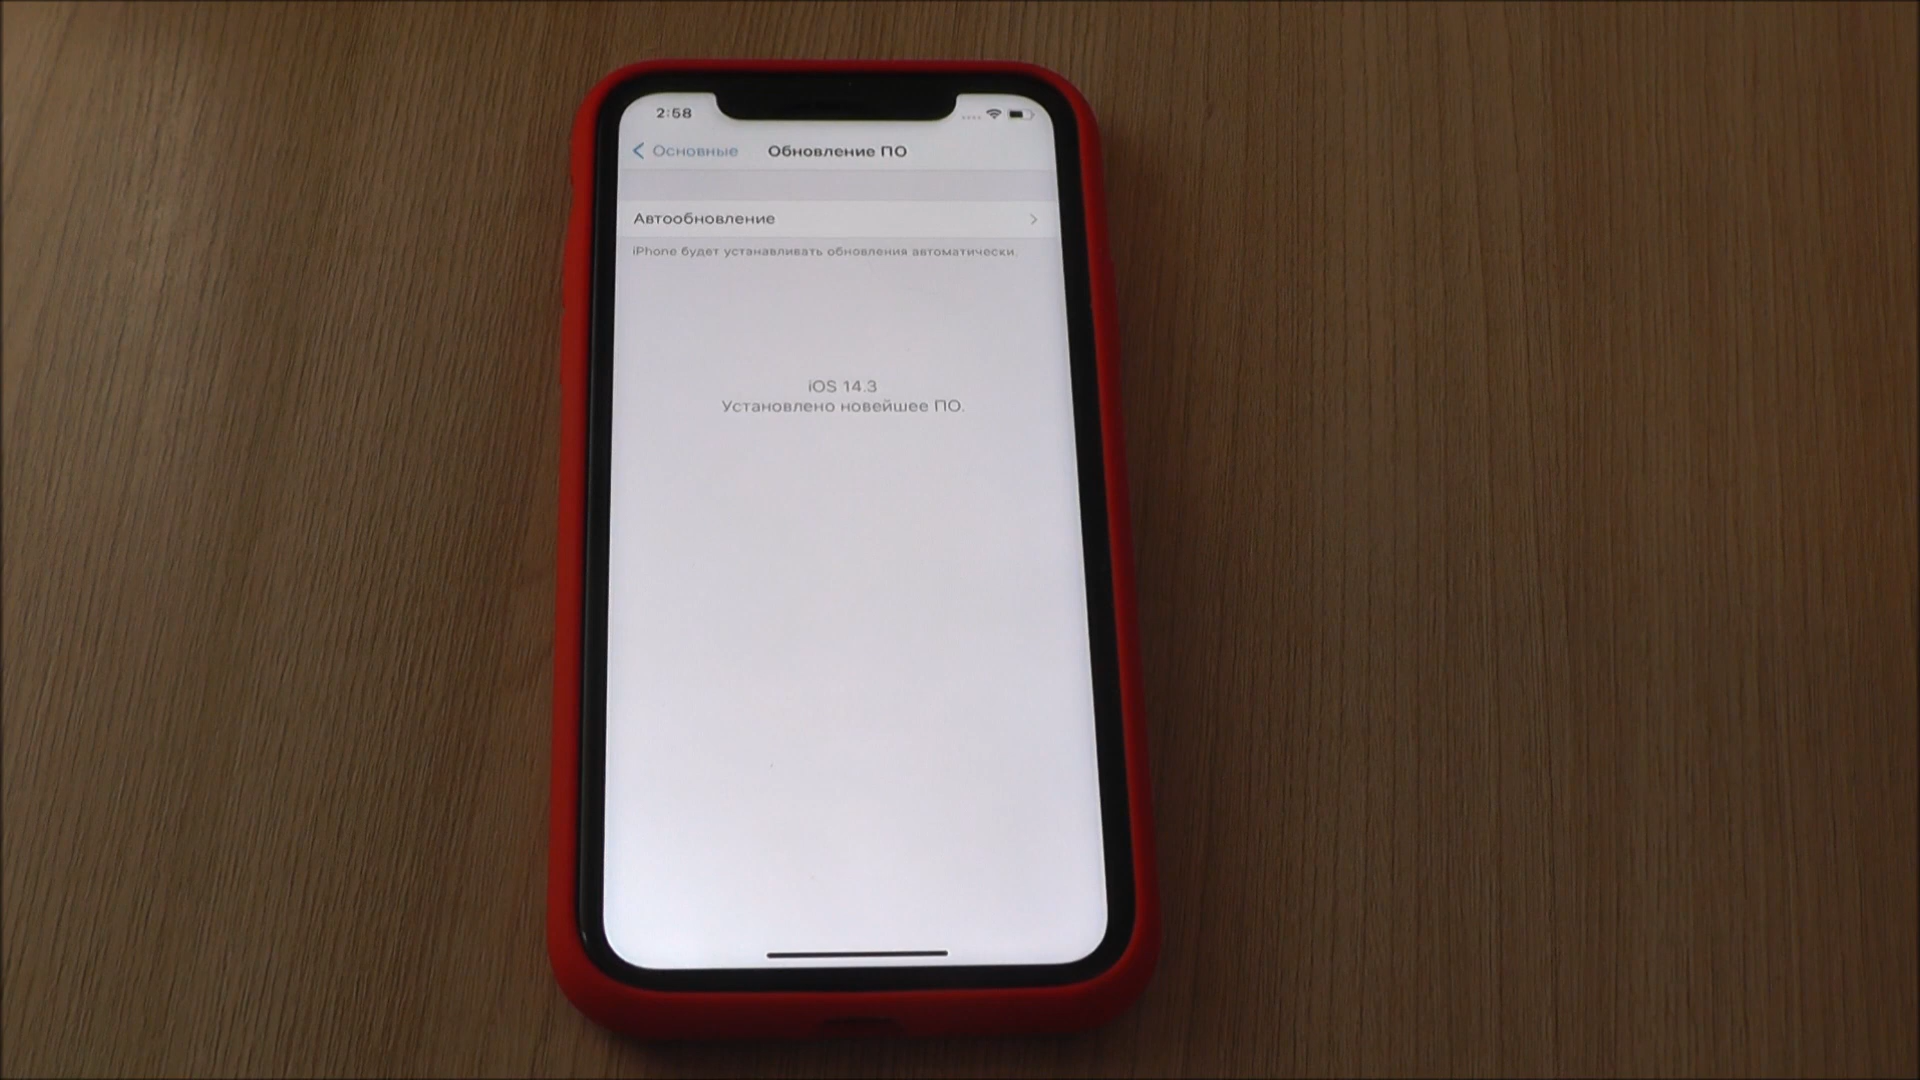 2:58
Основные
Обновление ПО
Автообновление
iPhone будет устанавливать обновления автоматически.
iOS 14.3
Установлено новейшее ПО.